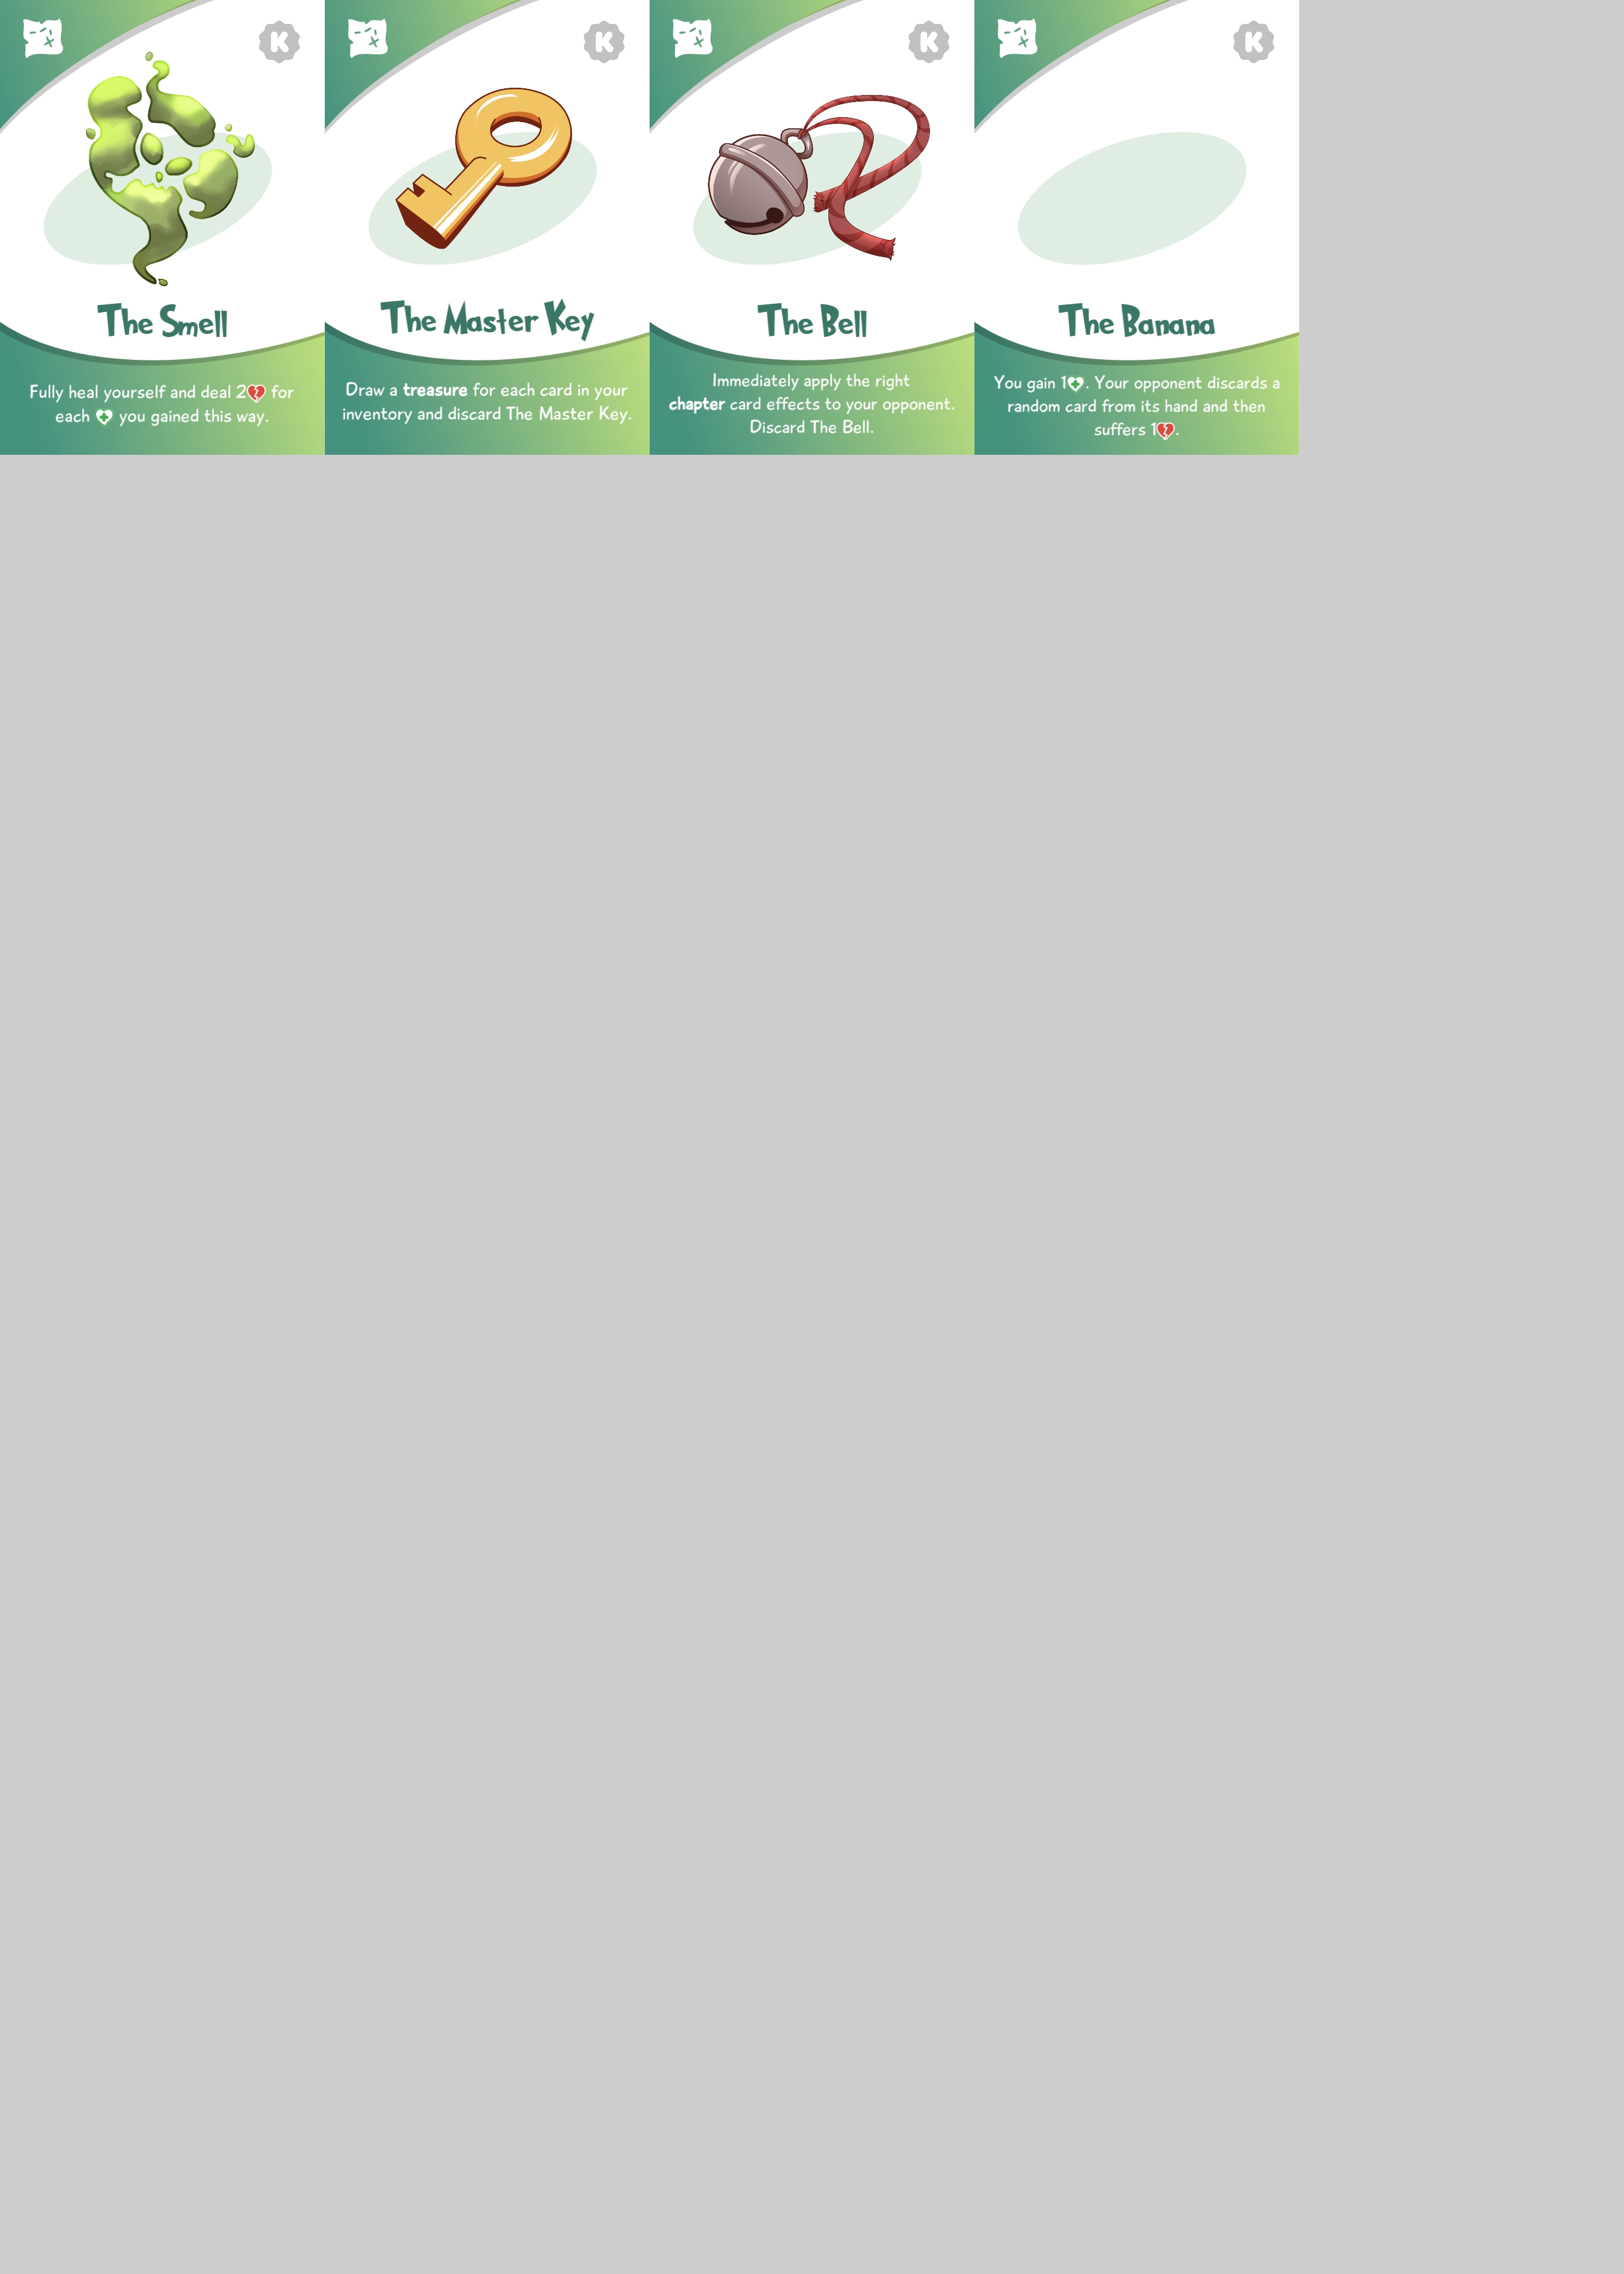 K
The Smell
Fully heal yourself and deal 2 for
each you gained this way.
K
The Master Key
Draw a treasure for each card in your
inventory and discard The Master Key.
K
The Bell
Immediately apply the right
chapter card effects to your opponent.
Discard The Bell.
K
The Banana
You gain 1. Your opponent discards a
random card from its hand and then
suffers 1.